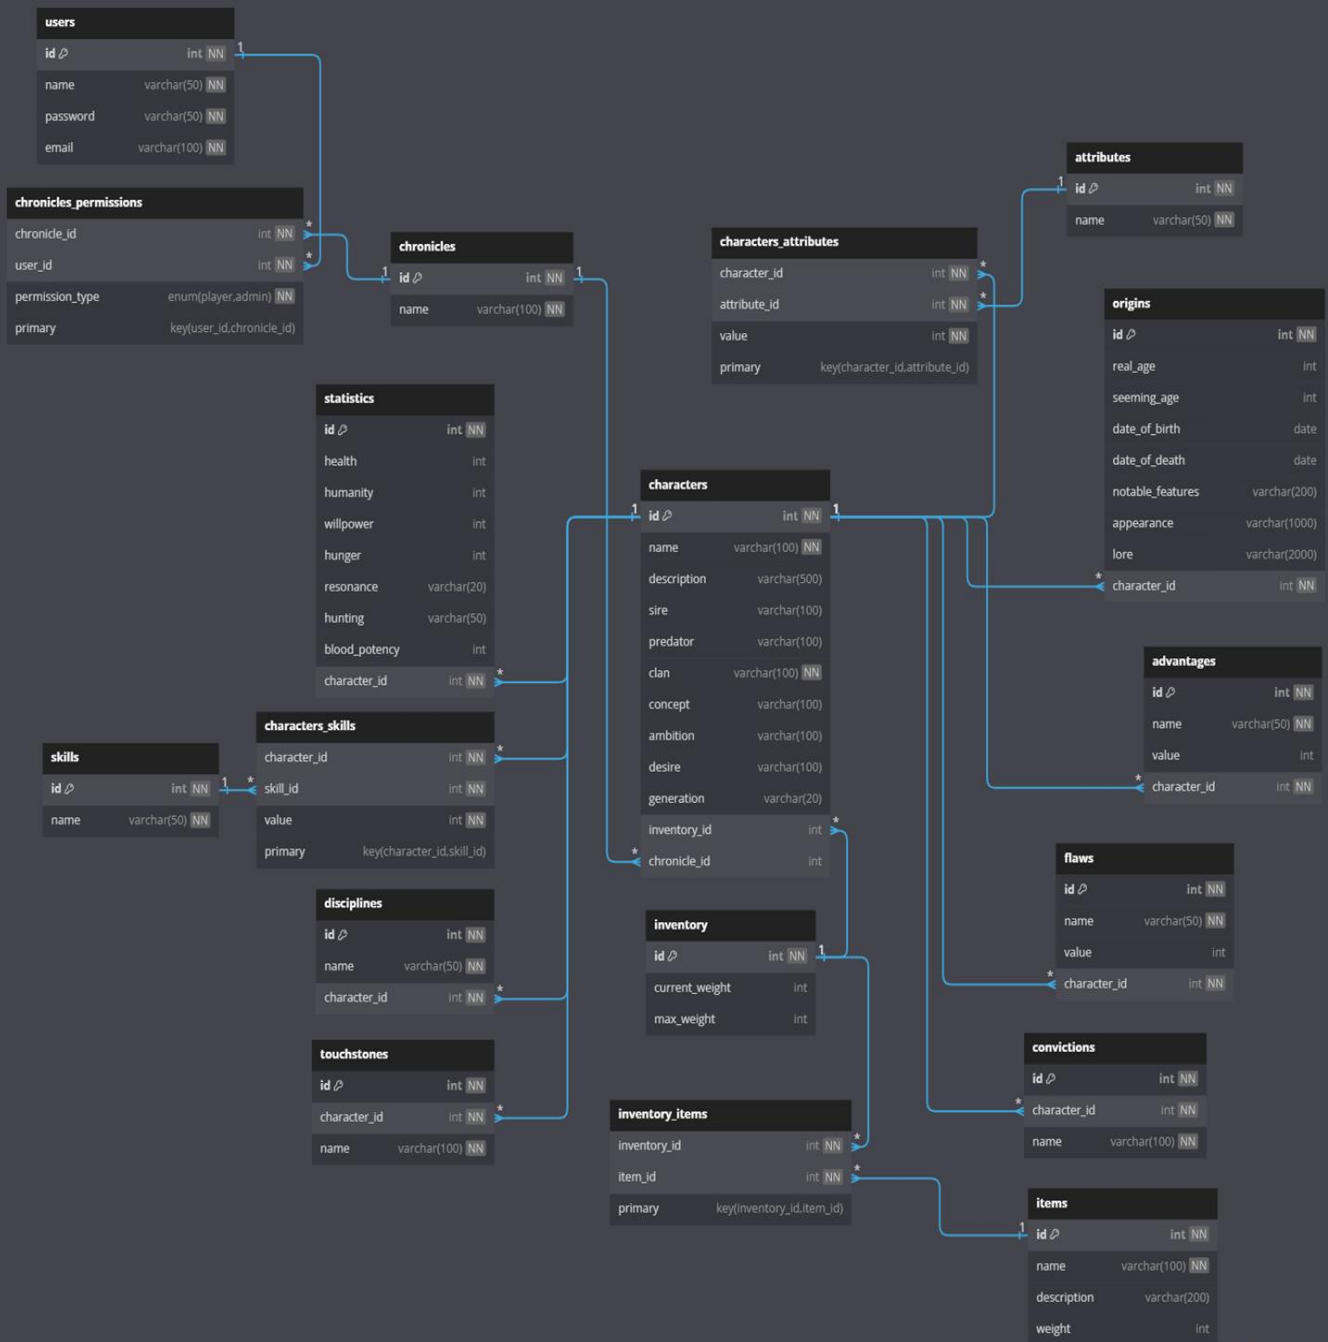 users
id int NN
name varchar(50) NN
password varchar(50) NN
email varchar(100) NN
1
chronicles_permissions
chronicle_id int NN
user_id int NN
permission_type enum(player,admin) NN
primary key(user_id,chronicle_id)
*
*
chronicles
1 id int NN 1
name varchar(100) NN
attributes
1 id int NN
name varchar(50) NN
characters_attributes
character_id int NN *
attribute_id int NN *
value int NN
primary key(character_id,attribute_id)
origins
id int NN
real_age int
seeming_age int
date_of_birth date
date_of_death date
notable_features varchar(200)
appearance varchar(1000)
lore varchar(2000)
* character_id int NN
statistics
id int NN
health int
humanity int
willpower int
hunger int
resonance varchar(20)
hunting varchar(50)
blood_potency int
character_id int NN *
characters
1 id int NN 1
name varchar(100) NN
description varchar(500)
sire varchar(100)
predator varchar(100)
clan varchar(100) NN
concept varchar(100)
ambition varchar(100)
desire varchar(100)
generation varchar(20)
inventory_id int *
* chronicle_id int
advantages
id int NN
name varchar(50) NN
value int
* character_id int NN
characters_skills
character_id int NN *
* skill_id int NN
value int NN
primary key(character_id,skill_id)
skills
id int NN 1
name varchar(50) NN
flaws
id int NN
name varchar(50) NN
value int
* character_id int NN
disciplines
id int NN
name varchar(50) NN
character_id int NN *
inventory
id int NN 1
current_weight int
max_weight int
touchstones
id int NN
character_id int NN *
name varchar(100) NN
convictions
id int NN
* character_id int NN
name varchar(100) NN
inventory_items
inventory_id int NN *
item_id int NN *
primary key(inventory_id,item_id)
items
1 id int NN
name varchar(100) NN
description varchar(200)
weight int